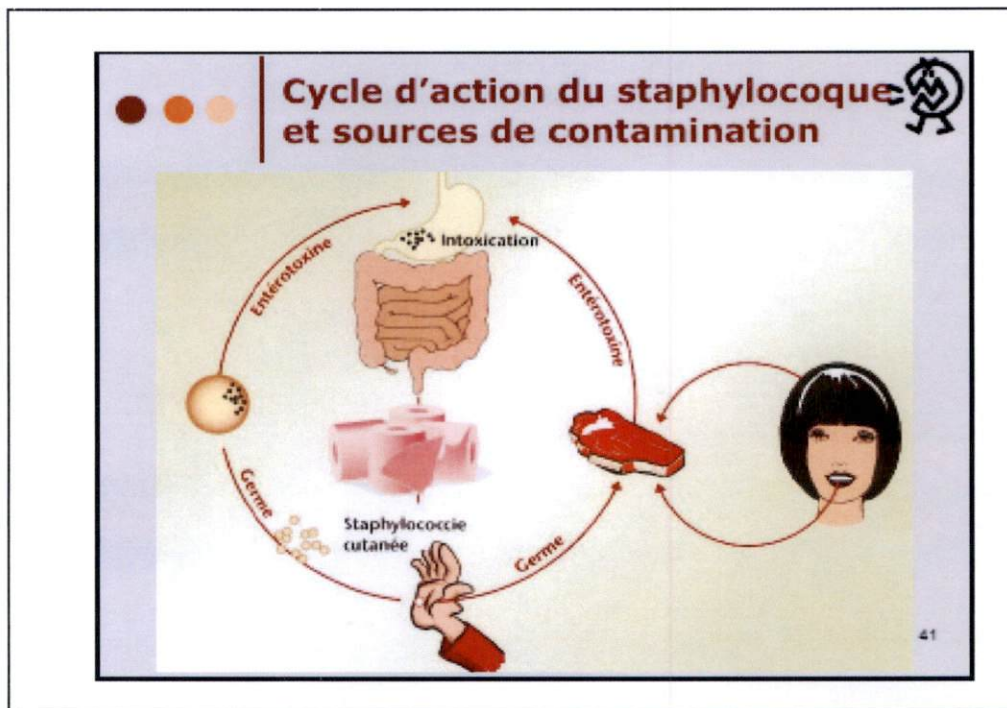 Cycle d'action du staphylocoque
et sources de contamination
Intoxication
Entérotoxine
Entérotoxine
Germe
Staphylococcie
cutanée
Germe
41